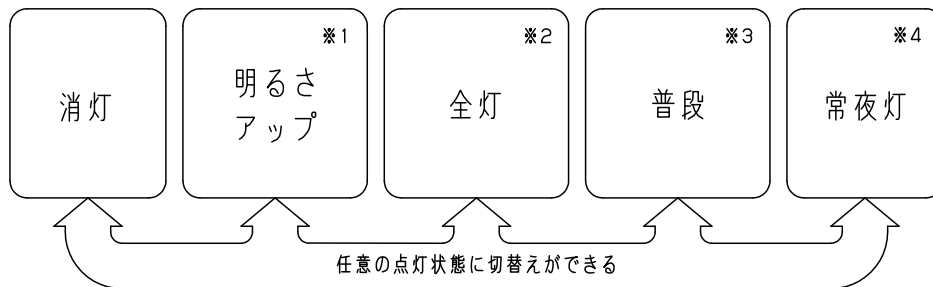 消灯
※1
明るさ
アップ
※2
全灯
※3
普段
※4
常夜灯
任意の点灯状態に切替えができる